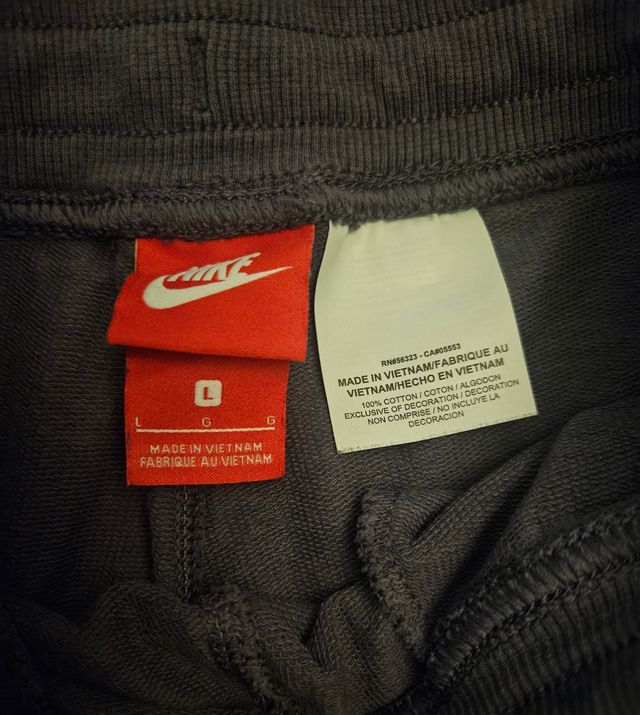 NIKE
L
L G G
MADE IN VIETNAM
FABRIQUE AU VIETNAM
RN#56323 - CA#05553
MADE IN VIETNAM/FABRIQUE AU
VIETNAM/HECHO EN VIETNAM
100% COTTON / COTON / ALGODON
EXCLUSIVE OF DECORATION / DECORATION
NON COMPRISE / NO INCLUYE LA
DECORACION